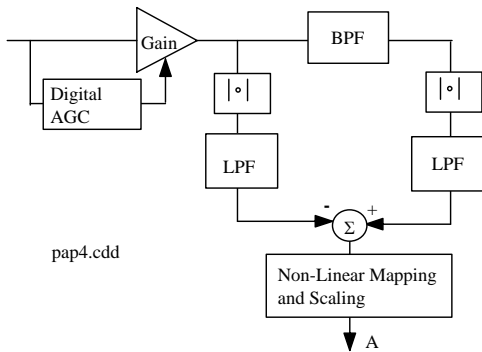 Gain
BPF
Digital
AGC
|∘|
|∘|
LPF
LPF
-
+
Σ
pap4.cdd
Non-Linear Mapping
and Scaling
A